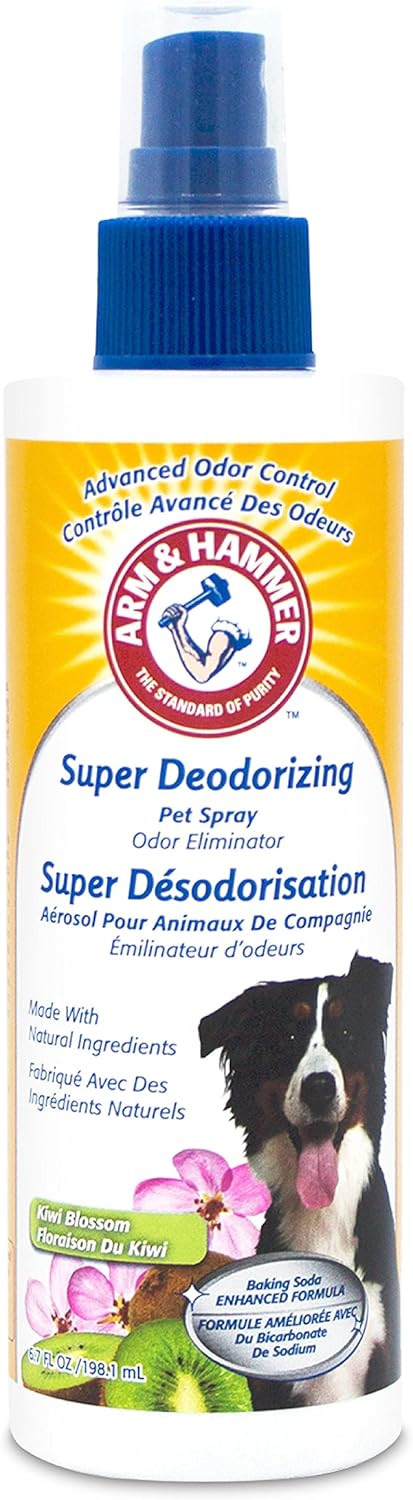 Advanced Odor Control
Contrôle Avancé Des Odeurs
ARM & HAMMER
THE STANDARD OF PURITY
TM
TM
Super Deodorizing
Pet Spray
Odor Eliminator
Super Désodorisation
Aérosol Pour Animaux De Compagnie
Émilinateur d'odeurs
Made With
Natural Ingredients
Fabriqué Avec Des
Ingrédients Naturels
Kiwi Blossom
Floraison Du Kiwi
Baking Soda
ENHANCED FORMULA
FORMULE AMÉLIORÉE AVEC
Du Bicarbonate
De Sodium
6.7 FL OZ /198.1 mL